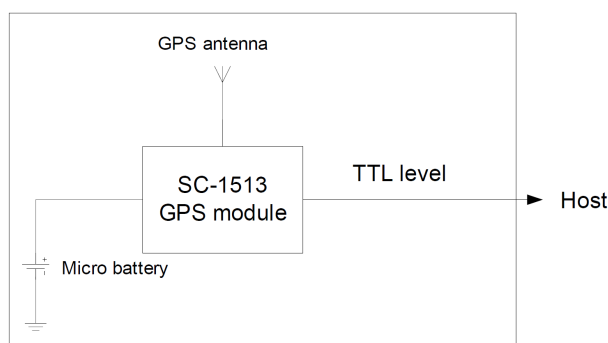 GPS antenna
SC-1513
GPS module
TTL level
Host
+
-
Micro battery